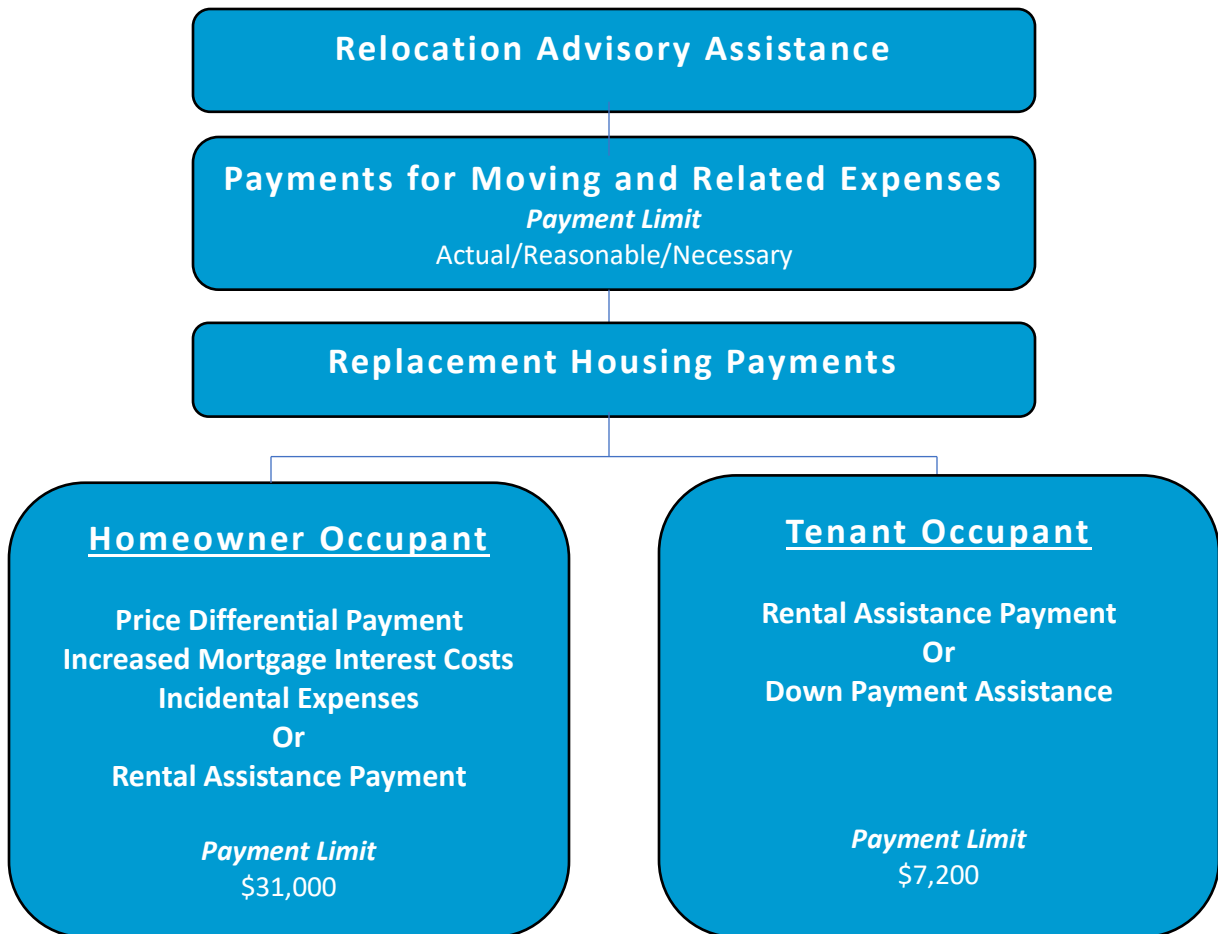 Relocation Advisory Assistance
Payments for Moving and Related Expenses
Payment Limit
Actual/Reasonable/Necessary
Replacement Housing Payments
Homeowner Occupant
Price Differential Payment
Increased Mortgage Interest Costs
Incidental Expenses
Or
Rental Assistance Payment
Payment Limit
$31,000
Tenant Occupant
Rental Assistance Payment
Or
Down Payment Assistance
Payment Limit
$7,200